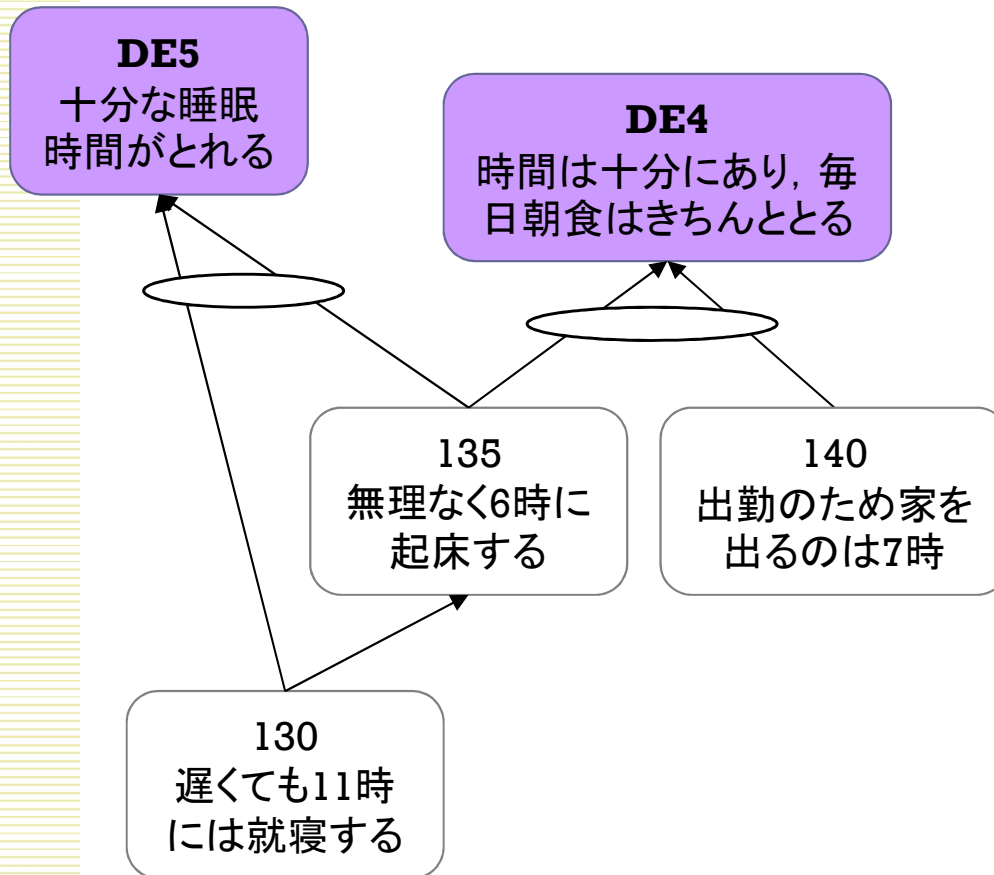 DE5
十分な睡眠
時間がとれる
DE4
時間は十分にあり, 毎
日朝食はきちんととる
135
無理なく6時に
起床する
140
出勤のため家を
出るのは7時
130
遅くても11時
には就寝する